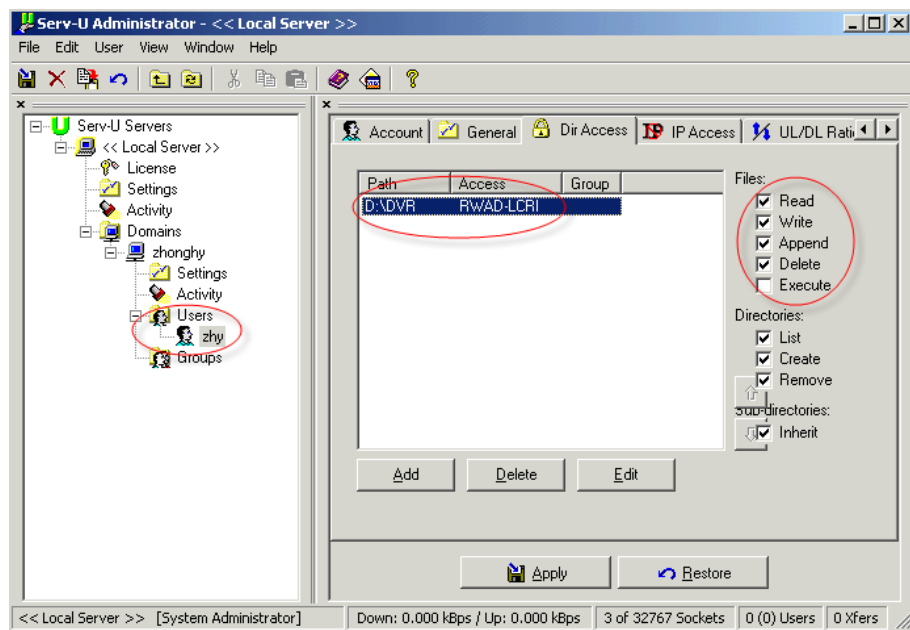 Serv-U Administrator - << Local Server >>
File Edit User View Window Help
Serv-U Servers
<< Local Server >>
License
Settings
Activity
Domains
zhonghy
Settings
Activity
Users
zhy
Groups
Account General Dir Access IP Access UL/DL Rati
Path Access Group
D:\DVR RWAD-LCRI
Files:
Read
Write
Append
Delete
Execute
Directories:
List
Create
Remove
Sub-directories:
Inherit
Add Delete Edit
Apply Restore
<< Local Server >> [System Administrator] Down: 0.000 kBps / Up: 0.000 kBps 3 of 32767 Sockets 0 (0) Users 0 Xfers